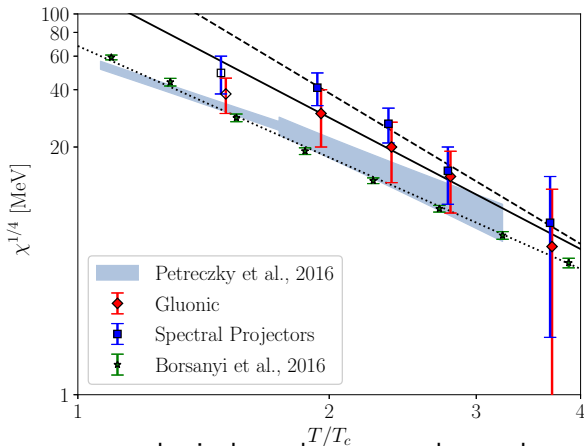 100
80
60
40
20
1
χ^{1/4} [MeV]
Petreczky et al., 2016
Gluonic
Spectral Projectors
Borsanyi et al., 2016
1 2 3 4
T/T_c